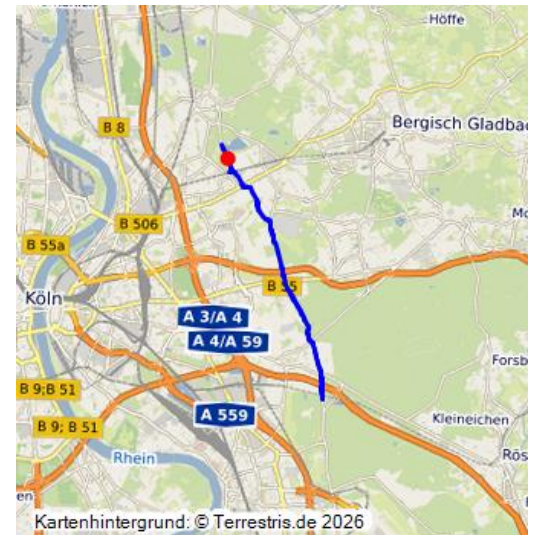 Höffe
B 8
Bergisch Gladbac
B 506
B 55a
B 55
Köln
A 3/A 4
A 4/A 59
Forsb
B 9;B 51
A 559
Kleineichen
B 9; B 51
Rhein
Rös
en
Kartenhintergrund: © Terrestris.de 2026